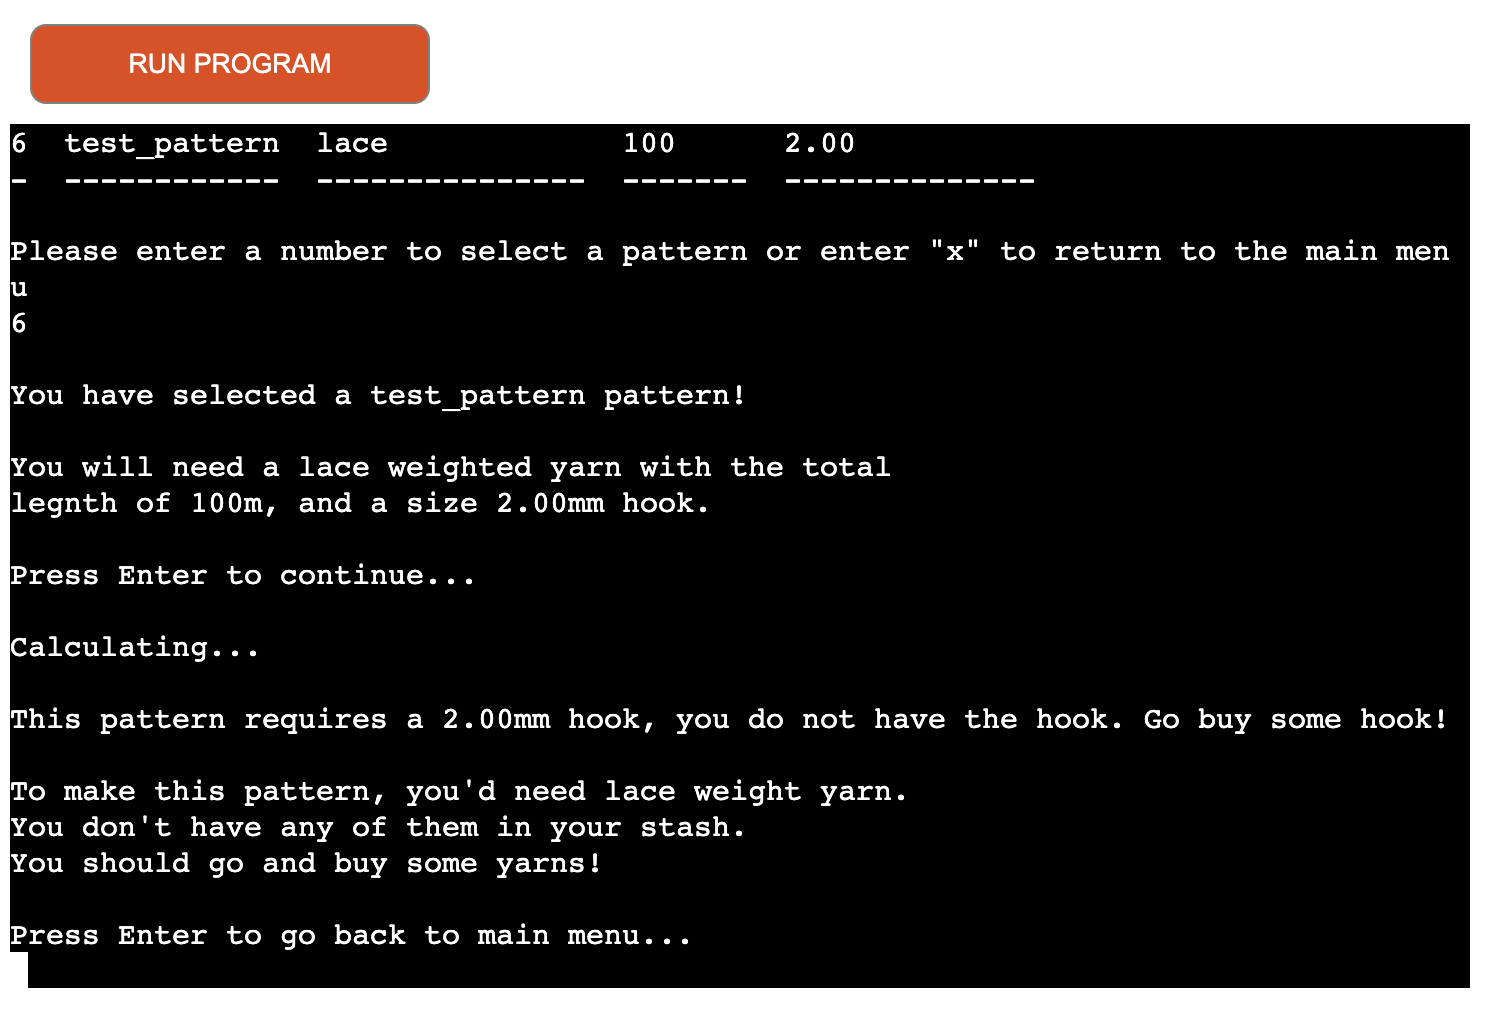 RUN PROGRAM
6  test_pattern  lace             100      2.00
-  ------------  ---------------  -------  --------------
Please enter a number to select a pattern or enter "x" to return to the main men
u
6
You have selected a test_pattern pattern!
You will need a lace weighted yarn with the total
legnth of 100m, and a size 2.00mm hook.
Press Enter to continue...
Calculating...
This pattern requires a 2.00mm hook, you do not have the hook. Go buy some hook!
To make this pattern, you'd need lace weight yarn.
You don't have any of them in your stash.
You should go and buy some yarns!
Press Enter to go back to main menu...